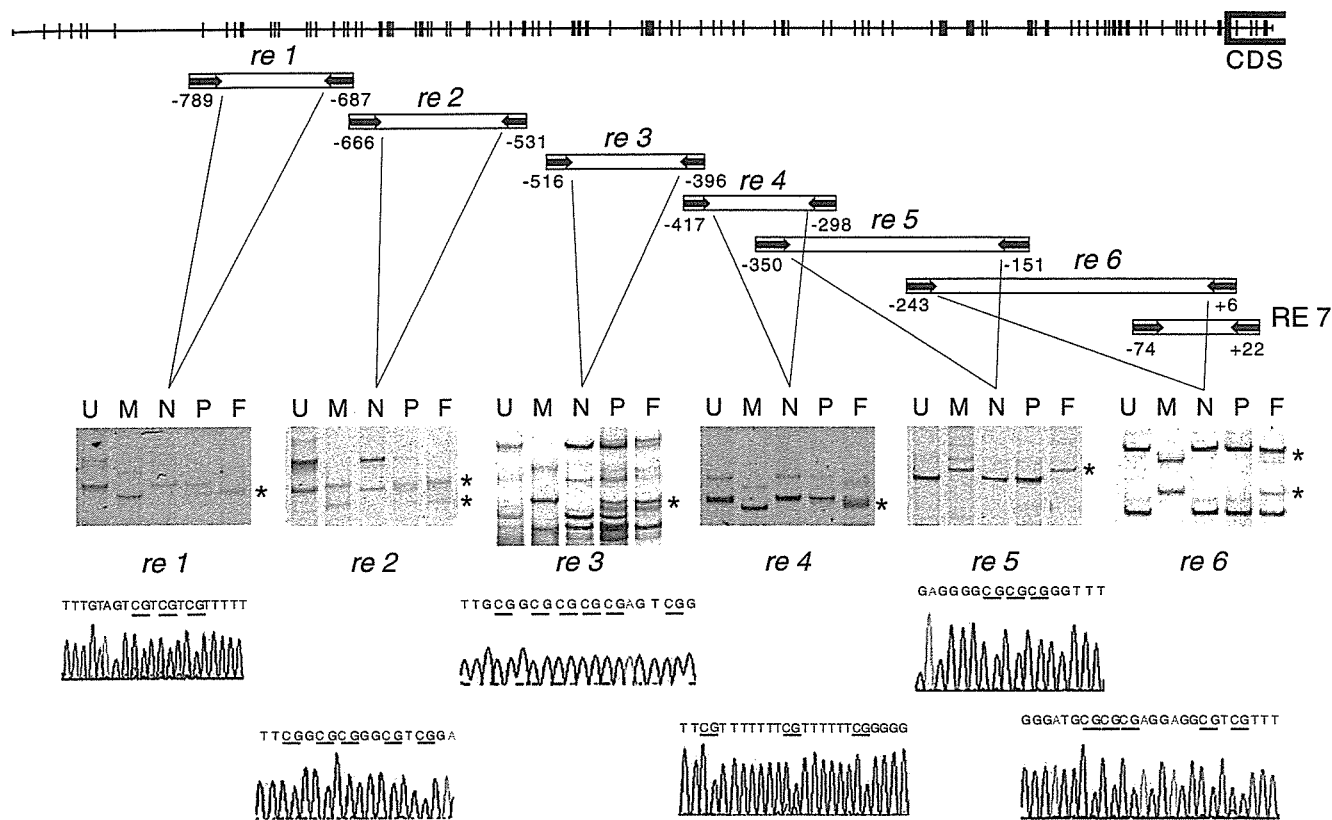 CDS
re 1
-789 -687
re 2
-666 -531
re 3
-516 -396
re 4
-417 -298
re 5
-350 -151
re 6
-243 +6
RE 7
-74 +22
U M N P F
U M N P F
U M N P F
U M N P F
U M N P F
U M N P F
*
*
*
*
*
*
*
*
re 1 re 2 re 3 re 4 re 5 re 6
TTTGTAGTCGTCGTCGTTTTT
TTGCGGCGCGCGCGAGTCGG
GAGGGGCGCGCGGGTTT
TTCGGCGCGGGCGTCGGA
TTCGTTTTTTTCGTTTTTTCGGGGG
GGGATGCGCGCGAGGAGGCGTCGTTT